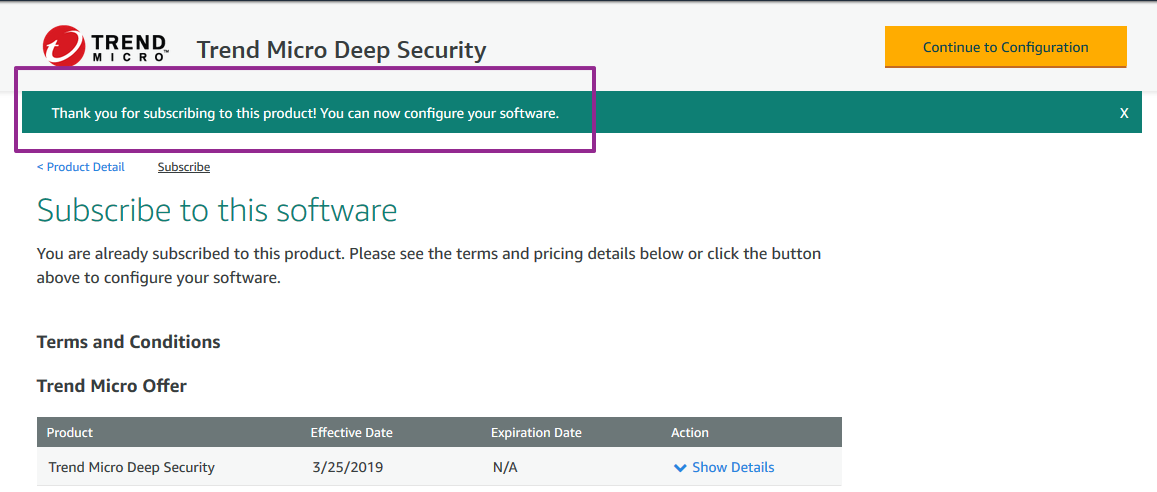 TREND MICRO™
Trend Micro Deep Security
Continue to Configuration
Thank you for subscribing to this product! You can now configure your software.
X
< Product Detail
Subscribe
Subscribe to this software
You are already subscribed to this product. Please see the terms and pricing details below or click the button
above to configure your software.
Terms and Conditions
Trend Micro Offer
Product Effective Date Expiration Date Action
Trend Micro Deep Security 3/25/2019 N/A Show Details